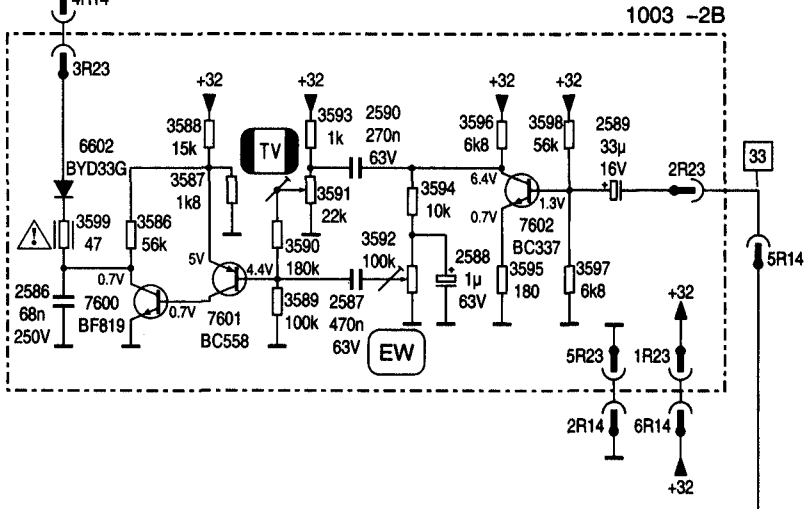 4R14
1003 -2B
3R23
+32
+32
+32
+32
6602
BYD33G
3588
15k
TV
3593
1k
2590
270n
63V
3596
6k8
3598
56k
2589
33μ
16V
2R23
33
3587
1k8
3591
22k
3594
10k
6.4V
1.3V
0.7V
7602
BC337
3599
47
3586
56k
5V
4.4V
3590
180k
3592
100k
2588
1μ
63V
3595
180
3597
6k8
5R14
+32
2586
68n
250V
0.7V
7600
BF819
0.7V
7601
BC558
3589
100k
2587
470n
63V
EW
5R23
1R23
2R14
6R14
+32